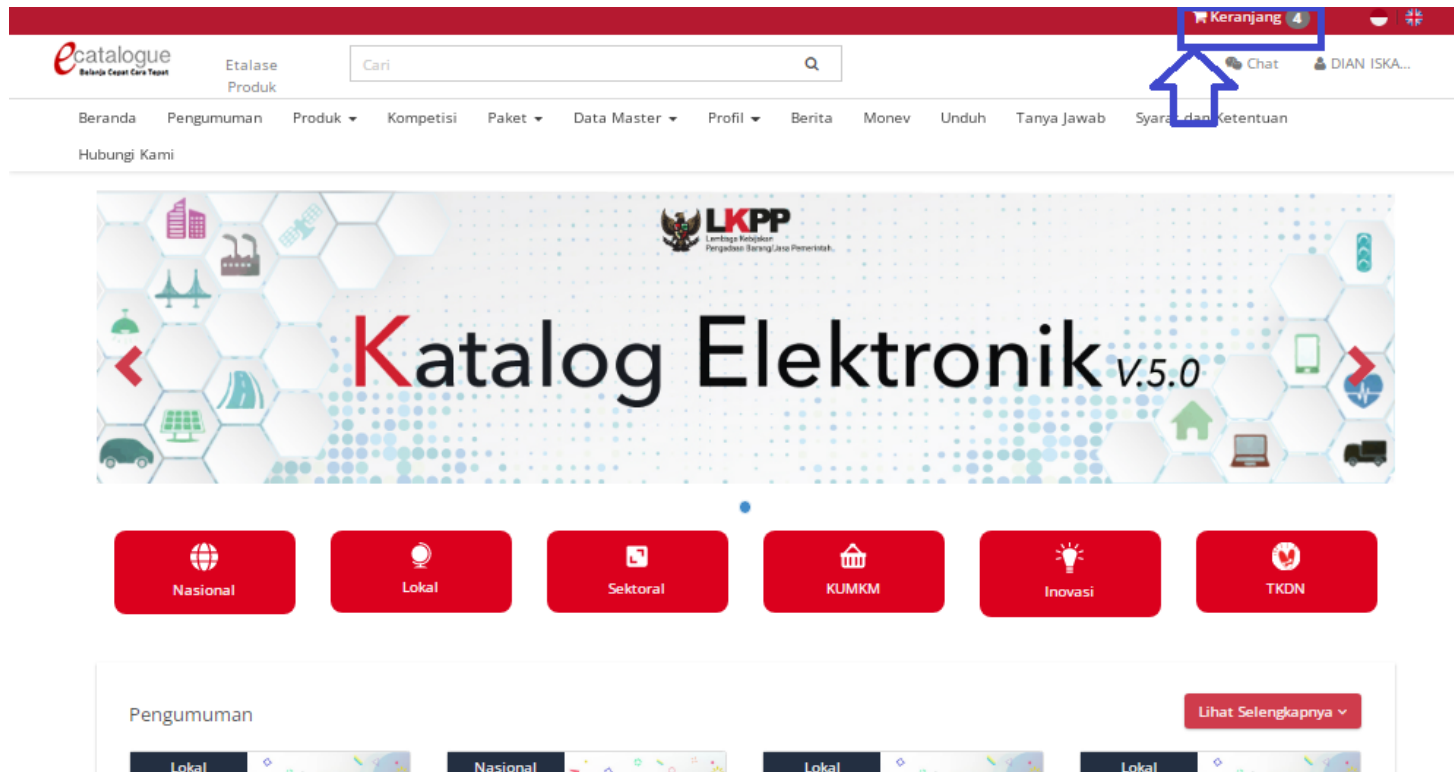 Keranjang 4
ecatalogue
Belanja Cepat Cara Tepat
Etalase
Produk
Cari
Chat
DIAN ISKA...
Beranda Pengumuman Produk Kompetisi Paket Data Master Profil Berita Monev Unduh Tanya Jawab Syarat dan Ketentuan
Hubungi Kami
LKPP
Lembaga Kebijakan
Pengadaan Barang/Jasa Pemerintah
Katalog Elektronik V.5.0
Nasional Lokal Sektoral KUMKM Inovasi TKDN
Pengumuman
Lihat Selengkapnya
Lokal Nasional Lokal Lokal